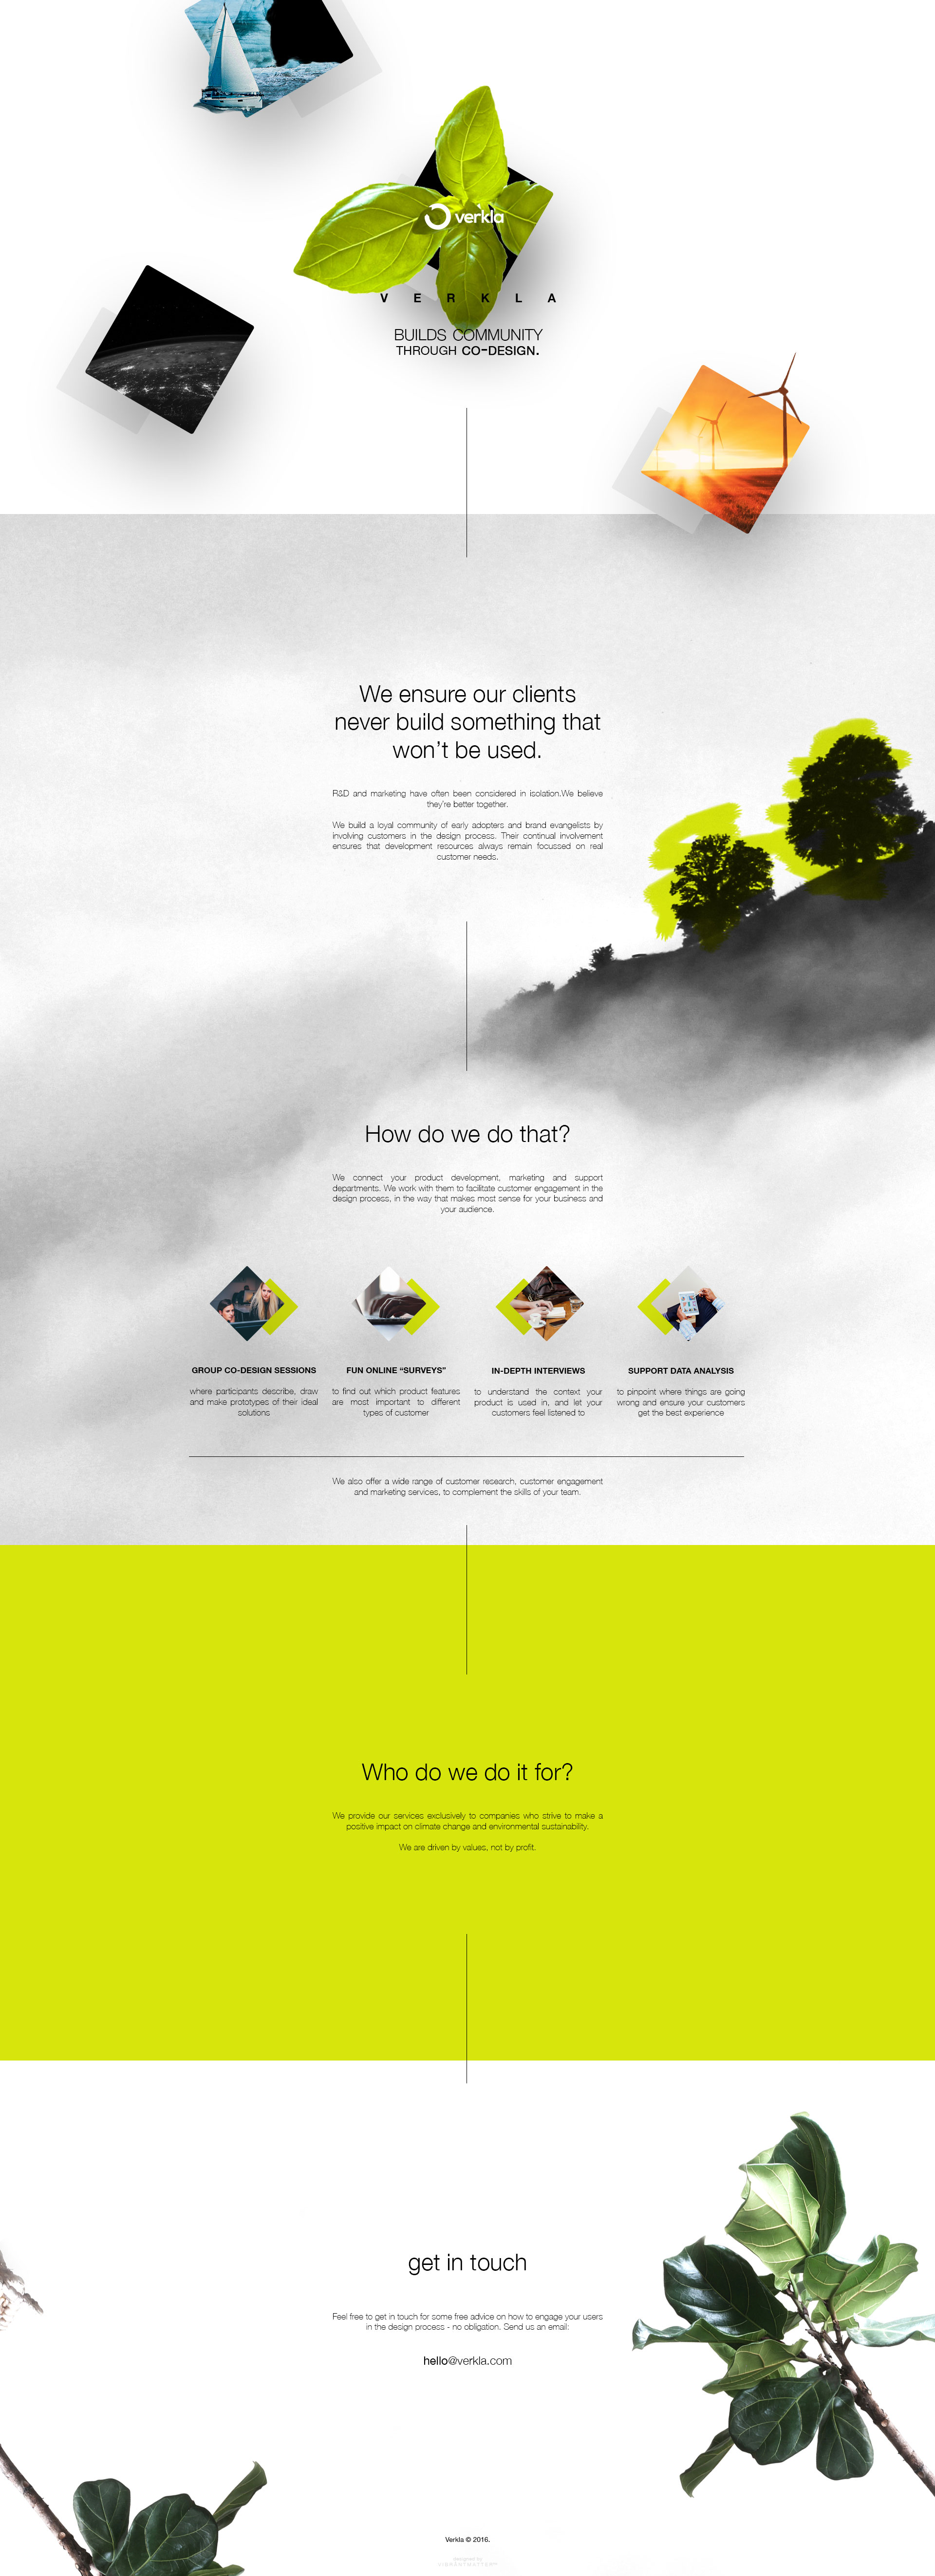 verkla
VERKLA
BUILDS COMMUNITY
THROUGH CO-DESIGN.
We ensure our clients
never build something that
won't be used.
R&D and marketing have often been considered in isolation.We believe
they're better together.
We build a loyal community of early adopters and brand evangelists by
involving customers in the design process. Their continual involvement
ensures that development resources always remain focussed on real
customer needs.
How do we do that?
We connect your product development, marketing and support
departments. We work with them to facilitate customer engagement in the
design process, in the way that makes most sense for your business and
your audience.
GROUP CO-DESIGN SESSIONS
where participants describe, draw
and make prototypes of their ideal
solutions
FUN ONLINE “SURVEYS”
to find out which product features
are most important to different
types of customer
IN-DEPTH INTERVIEWS
to understand the context your
product is used in, and let your
customers feel listened to
SUPPORT DATA ANALYSIS
to pinpoint where things are going
wrong and ensure your customers
get the best experience
We also offer a wide range of customer research, customer engagement
and marketing services, to complement the skills of your team.
Who do we do it for?
We provide our services exclusively to companies who strive to make a
positive impact on climate change and environmental sustainability.
We are driven by values, not by profit.
get in touch
Feel free to get in touch for some free advice on how to engage your users
in the design process - no obligation. Send us an email:
hello@verkla.com
Verkla © 2016.
designed by